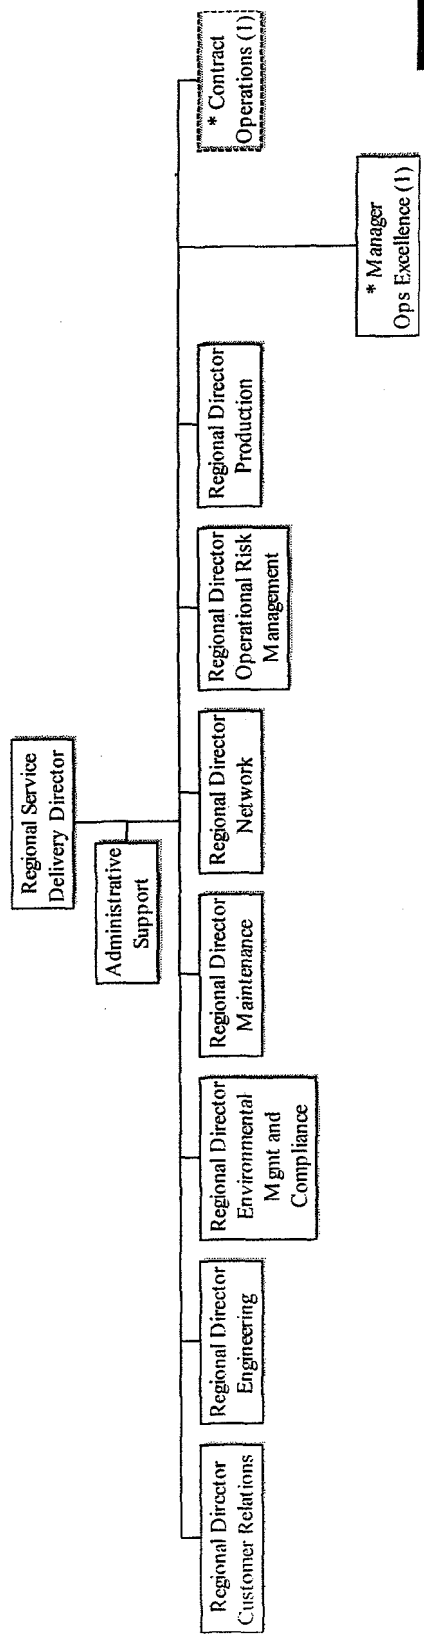 Regional Service
Delivery Director
Administrative
Support
Regional Director
Customer Relations
Regional Director
Engineering
Regional Director
Environmental
Mgmt and
Compliance
Regional Director
Maintenance
Regional Director
Network
Regional Director
Operational Risk
Management
Regional Director
Production
* Manager
Ops Excellence (1)
* Contract
Operations (1)